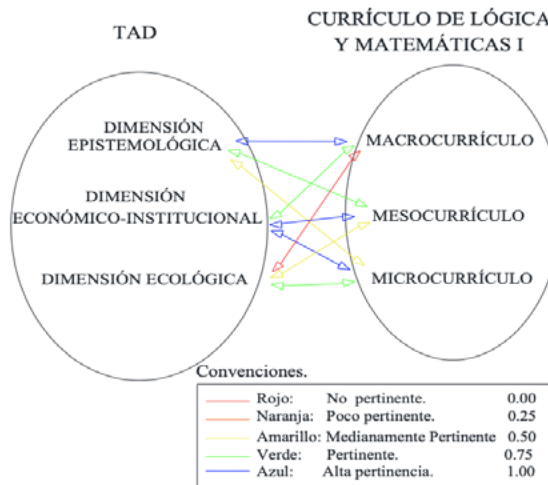 TAD
CURRÍCULO DE LÓGICA
Y MATEMÁTICAS I
DIMENSIÓN
EPISTEMOLÓGICA
DIMENSIÓN
ECONÓMICO-INSTITUCIONAL
DIMENSIÓN ECOLÓGICA
MACROCURRÍCULO
MESOCURRÍCULO
MICROCURRÍCULO
Convenciones.
Rojo: No pertinente. 0.00
Naranja: Poco pertinente. 0.25
Amarillo: Medianamente Pertinente 0.50
Verde: Pertinente. 0.75
Azul: Alta pertinencia. 1.00